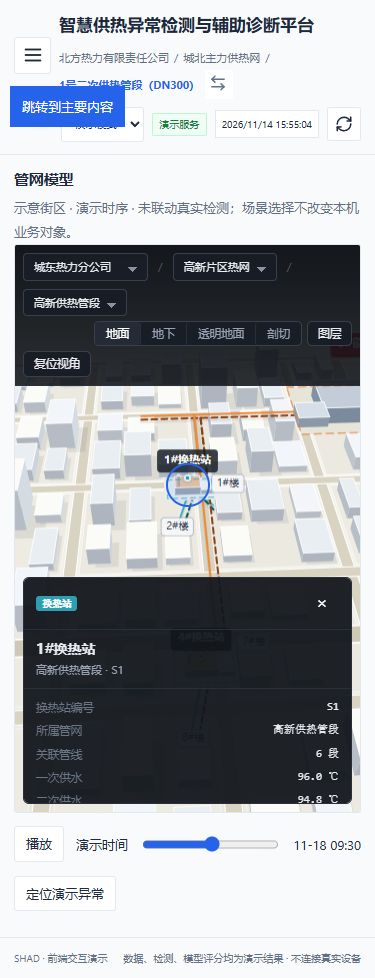 智慧供热异常检测与辅助诊断平台
北方热力有限责任公司 / 城北主力供热网 /
1号二次供热管段（DN300）
跳转到主要内容
演示服务
2026/11/14 15:55:04
管网模型
示意街区 · 演示时序 · 未联动真实检测；场景选择不改变本机
业务对象。
城东热力分公司 / 高新片区热网 /
高新供热管段
地面 地下 透明地面 剖切 图层
复位视角
1#换热站
1#楼
2#楼
换热站 ×
1#换热站
高新供热管段 · S1
换热站编号 S1
所属管网 高新供热管段
关联管线 6 段
一次供水 96.0 ℃
二次供水 94.8 ℃
播放 演示时间 11-18 09:30
定位演示异常
SHAD · 前端交互演示 数据、检测、模型评分均为演示结果 · 不连接真实设备